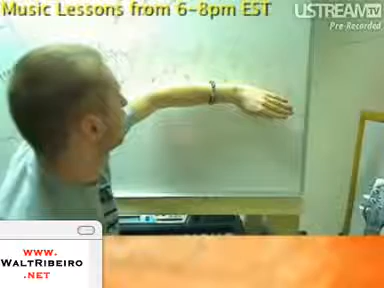 Music Lessons from 6-8pm EST
USTREAM TV
Pre-Recorded
www.
WaltRibeiro
.NET